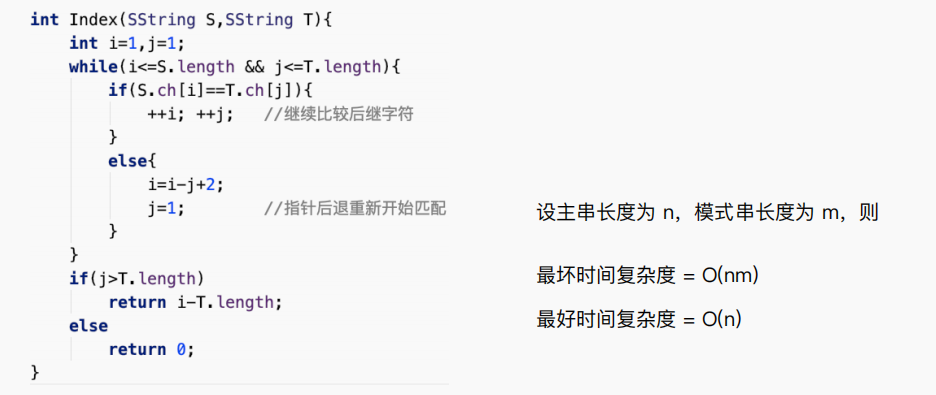 int Index(SString S,SString T){
    int i=1,j=1;
    while(i<=S.length && j<=T.length){
        if(S.ch[i]==T.ch[j]){
            ++i; ++j;   //继续比较后继字符
        }
        else{
            i=i-j+2;
            j=1;        //指针后退重新开始匹配
        }
    }
    if(j>T.length)
        return i-T.length;
    else
        return 0;
}
设主串长度为 n，模式串长度为 m，则
最坏时间复杂度 = O(nm)
最好时间复杂度 = O(n)